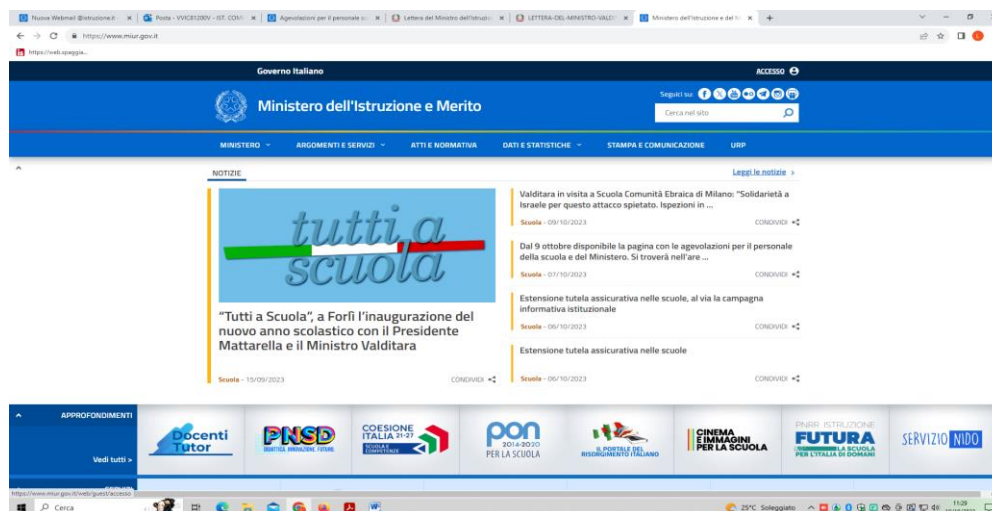 Nuova Webmail @istruzione.it -
Posta - VVIC81200V - IST. COM
Agevolazioni per il personale
Lettera del Ministro dell'Istruzio
LETTERA-DEL-MINISTRO-VALDI
Ministero dell'Istruzione e del M
https://www.miur.gov.it
https://web.spaggia...
Governo Italiano
ACCESSO
Ministero dell'Istruzione e Merito
Seguici su:
Cerca nel sito
MINISTERO
ARGOMENTI E SERVIZI
ATTI E NORMATIVA
DATI E STATISTICHE
STAMPA E COMUNICAZIONE
URP
NOTIZIE
Leggi le notizie >
tutti a
scuola
"Tutti a Scuola", a Forlì l'inaugurazione del
nuovo anno scolastico con il Presidente
Mattarella e il Ministro Valditara
Scuola - 15/09/2023
CONDIVIDI
Valditara in visita a Scuola Comunità Ebraica di Milano: "Solidarietà a
Israele per questo attacco spietato. Ispezioni in ...
Scuola - 09/10/2023
CONDIVIDI
Dal 9 ottobre disponibile la pagina con le agevolazioni per il personale
della scuola e del Ministero. Si troverà nell'are ...
Scuola - 07/10/2023
CONDIVIDI
Estensione tutela assicurativa nelle scuole, al via la campagna
informativa istituzionale
Scuola - 06/10/2023
CONDIVIDI
Estensione tutela assicurativa nelle scuole
Scuola - 06/10/2023
CONDIVIDI
APPROFONDIMENTI
Vedi tutti >
Docenti
Tutor
PNSD
DIDATTICA, INNOVAZIONE, FUTURO
COESIONE
ITALIA 21-27
SCUOLA E
COMPETENZE
pon
2014-2020
PER LA SCUOLA
IL PORTALE DEL
RISORGIMENTO ITALIANO
CINEMA
E IMMAGINI
PER LA SCUOLA
PNRR ISTRUZIONE
FUTURA
LA SCUOLA
PER L'ITALIA DI DOMANI
SERVIZIO NIDO
SERVIZI
https://www.miur.gov.it/web/guest/accesso
Cerca
25°C Soleggiato
11:28